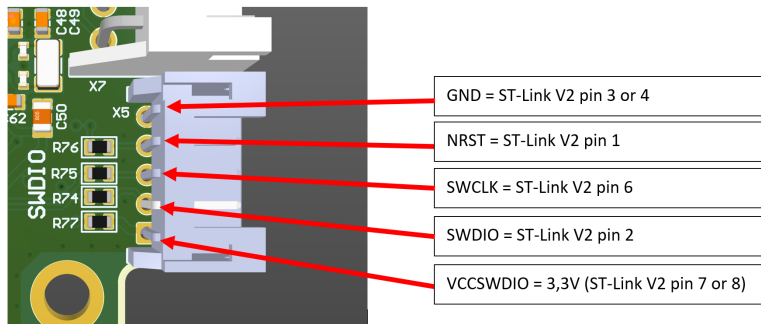 C48
C49
X7
X5
C62
C50
R76
R75
R74
R77
SWDIO
GND = ST-Link V2 pin 3 or 4
NRST = ST-Link V2 pin 1
SWCLK = ST-Link V2 pin 6
SWDIO = ST-Link V2 pin 2
VCCSWDIO = 3,3V (ST-Link V2 pin 7 or 8)